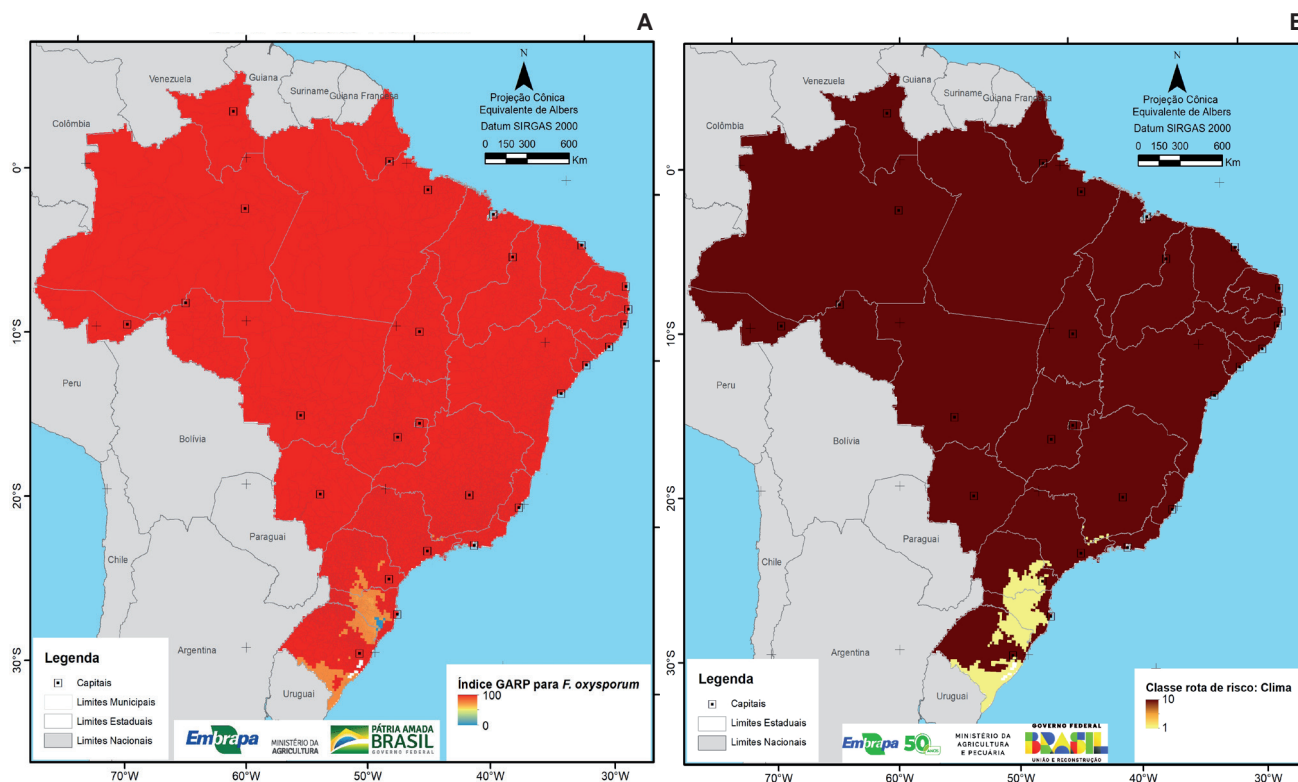 A
N
Projeção Cônica
Equivalente de Albers
Datum SIRGAS 2000
0 150 300 600
Km
Venezuela
Guiana
Suriname
Guiana Francesa
Colômbia
Peru
Bolívia
Paraguai
Chile
Argentina
Uruguai
0°
10°S
20°S
30°S
70°W
60°W
50°W
40°W
30°W
Legenda
Capitais
Limites Municipais
Limites Estaduais
Limites Nacionais
Índice GARP para F. oxysporum
100
0
Embrapa
MINISTÉRIO DA
AGRICULTURA
PÁTRIA AMADA
BRASIL
GOVERNO FEDERAL
N
Projeção Cônica
Equivalente de Albers
Datum SIRGAS 2000
0 150 300 600
Km
Venezuela
Guiana
Suriname
Guiana Francesa
Colômbia
Peru
Bolívia
Paraguai
Chile
Argentina
Uruguai
0°
10°S
20°S
30°S
70°W
60°W
50°W
40°W
30°W
Legenda
Capitais
Limites Estaduais
Limites Nacionais
Classe rota de risco: Clima
10
1
Embrapa
50
MINISTÉRIO DA
AGRICULTURA
E PECUÁRIA
GOVERNO FEDERAL
BRASIL
UNIÃO E RECONSTRUÇÃO